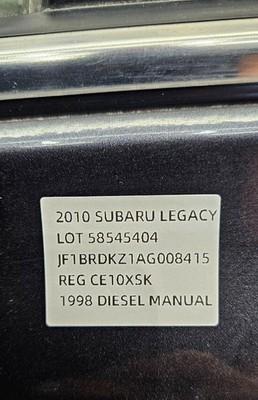 2010 SUBARU LEGACY
LOT 58545404
JF1BRDKZ1AG008415
REG CE10XSK
1998 DIESEL MANUAL